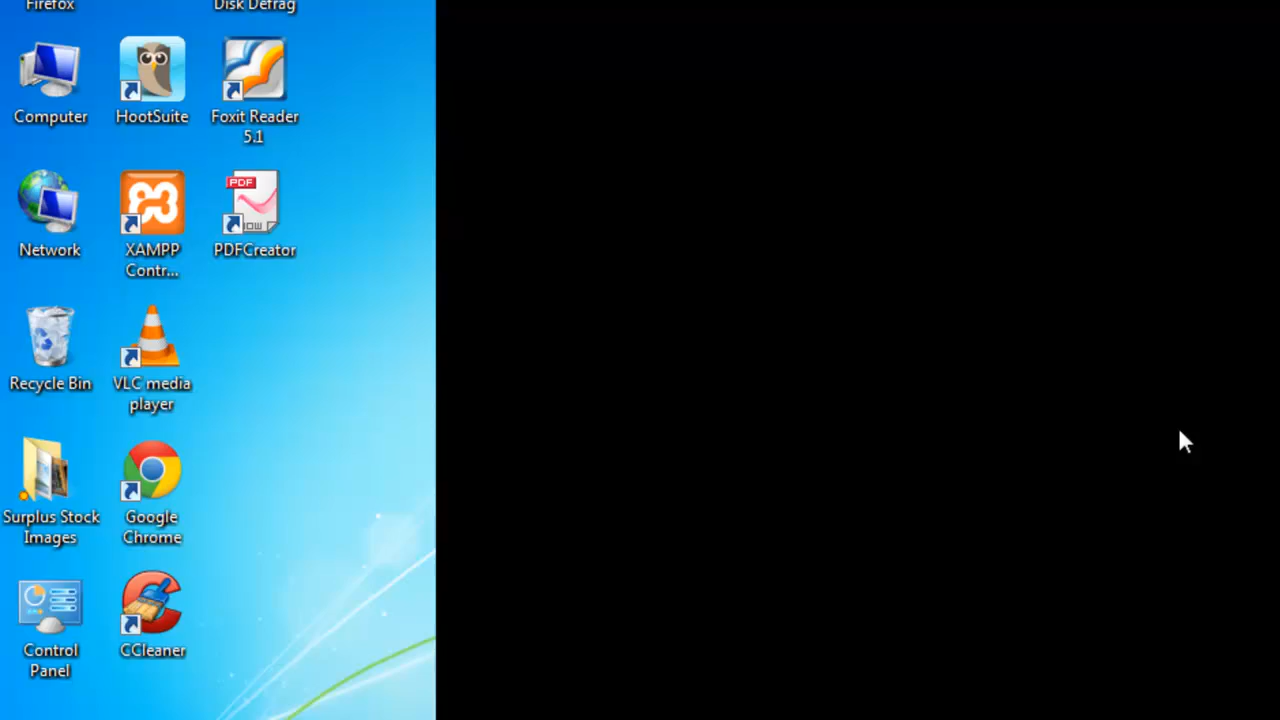 Firefox
Disk Defrag
Computer
HootSuite
Foxit Reader
5.1
PDF
Network
XAMPP
Contr...
PDFCreator
Recycle Bin
VLC media
player
Surplus Stock
Images
Google
Chrome
Control
Panel
CCleaner